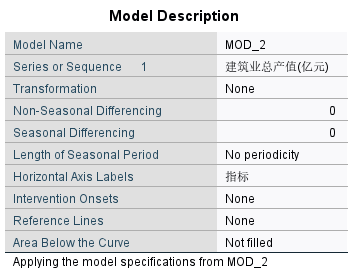 Model Description
Model Name MOD_2
Series or Sequence 1 建筑业总产值(亿元)
Transformation None
Non-Seasonal Differencing 0
Seasonal Differencing 0
Length of Seasonal Period No periodicity
Horizontal Axis Labels 指标
Intervention Onsets None
Reference Lines None
Area Below the Curve Not filled
Applying the model specifications from MOD_2